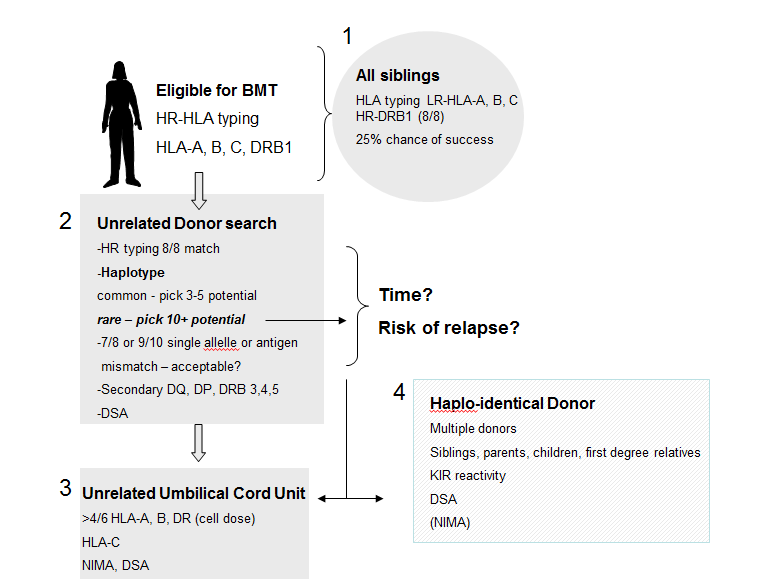 1
All siblings
HLA typing LR-HLA-A, B, C
HR-DRB1 (8/8)
25% chance of success
Eligible for BMT
HR-HLA typing
HLA-A, B, C, DRB1
2
Unrelated Donor search
-HR typing 8/8 match
-Haplotype
common - pick 3-5 potential
rare – pick 10+ potential
-7/8 or 9/10 single allelle or antigen
mismatch – acceptable?
-Secondary DQ, DP, DRB 3,4,5
-DSA
Time?
Risk of relapse?
3
Unrelated Umbilical Cord Unit
>4/6 HLA-A, B, DR (cell dose)
HLA-C
NIMA, DSA
4
Haplo-identical Donor
Multiple donors
Siblings, parents, children, first degree relatives
KIR reactivity
DSA
(NIMA)